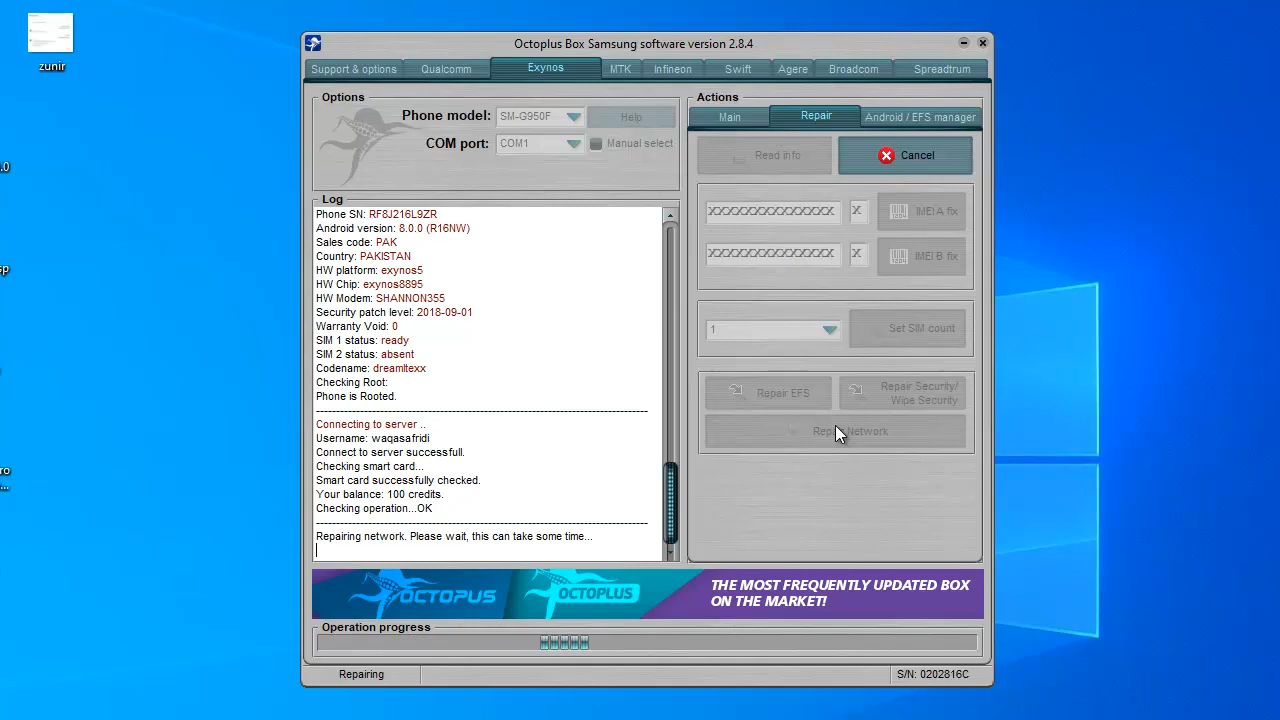 zunir
.0
sp
ro
...
Octoplus Box Samsung software version 2.8.4
Support & options
Qualcomm
Exynos
MTK
Infineon
Swift
Agere
Broadcom
Spreadtrum
Options
Phone model:
SM-G950F
Help
COM port:
COM1
Manual select
Log
Phone SN: RF8J216L9ZR
Android version: 8.0.0 (R16NW)
Sales code: PAK
Country: PAKISTAN
HW platform: exynos5
HW Chip: exynos8895
HW Modem: SHANNON355
Security patch level: 2018-09-01
Warranty Void: 0
SIM 1 status: ready
SIM 2 status: absent
Codename: dreamltexx
Checking Root:
Phone is Rooted.
Connecting to server ..
Username: waqasafridi
Connect to server successfull.
Checking smart card...
Smart card successfully checked.
Your balance: 100 credits.
Checking operation...OK
Repairing network. Please wait, this can take some time...
Actions
Main
Repair
Android / EFS manager
Read info
Cancel
XXXXXXXXXXXXXX
X
IMEI A fix
XXXXXXXXXXXXXX
X
IMEI B fix
1
Set SIM count
Repair EFS
Repair Security/
Wipe Security
Repair Network
OCTOPUS
OCTOPLUS
THE MOST FREQUENTLY UPDATED BOX
ON THE MARKET!
Operation progress
Repairing
S/N: 0202816C